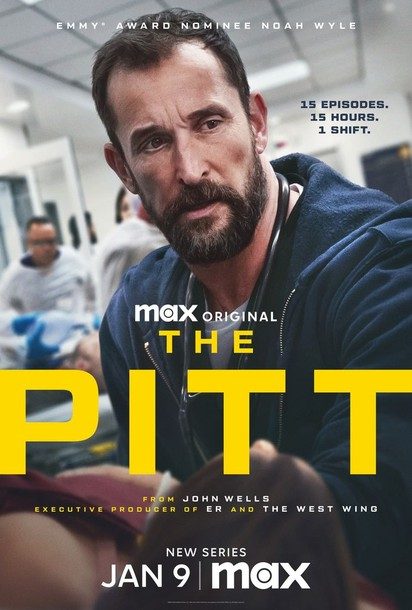 EMMY® AWARD NOMINEE NOAH WYLE
15 EPISODES.
15 HOURS.
1 SHIFT.
max ORIGINAL
THE
PITT
FROM JOHN WELLS
EXECUTIVE PRODUCER OF ER AND THE WEST WING
NEW SERIES
JAN 9 | max